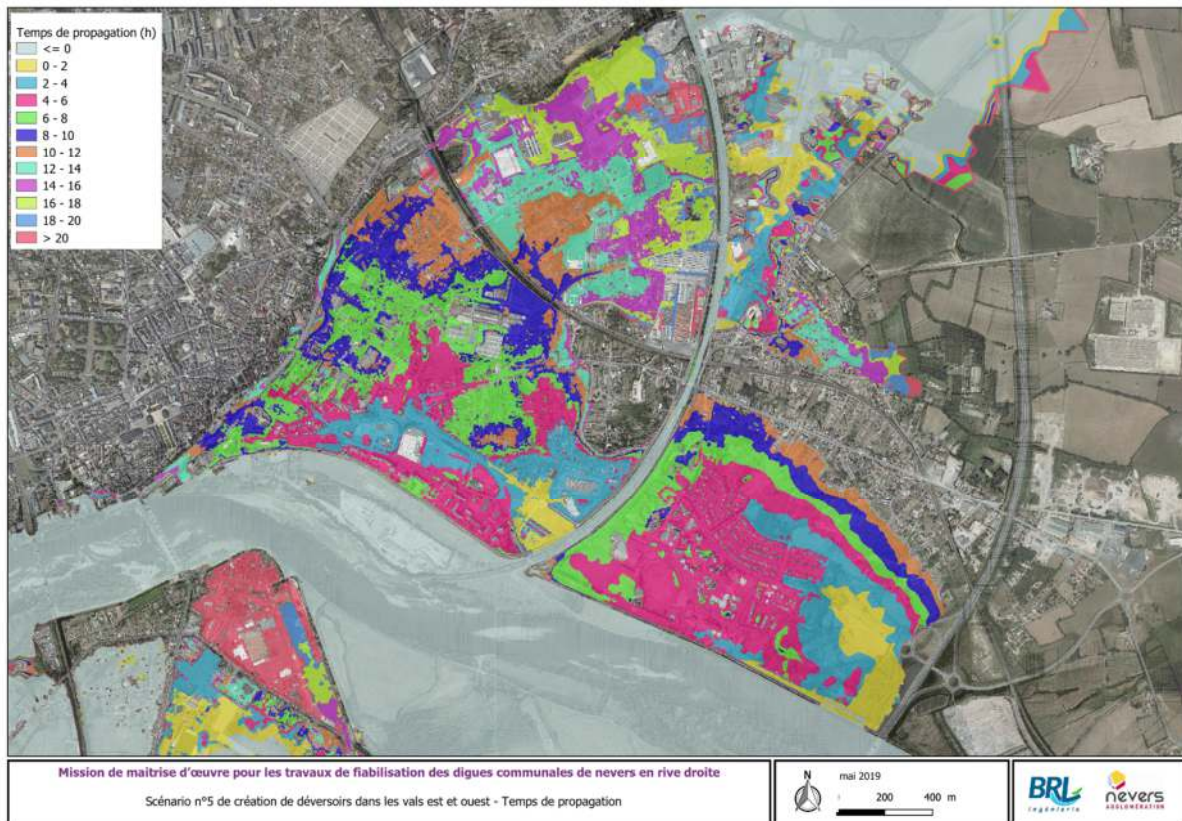 Temps de propagation (h)
<= 0
0 - 2
2 - 4
4 - 6
6 - 8
8 - 10
10 - 12
12 - 14
14 - 16
16 - 18
18 - 20
> 20
Mission de maitrise d'œuvre pour les travaux de fiabilisation des digues communales de nevers en rive droite
Scénario n°5 de création de déversoirs dans les vals est et ouest - Temps de propagation
N
mai 2019
200 400 m
BRL
ingénierie
nevers
AGGLOMÉRATION